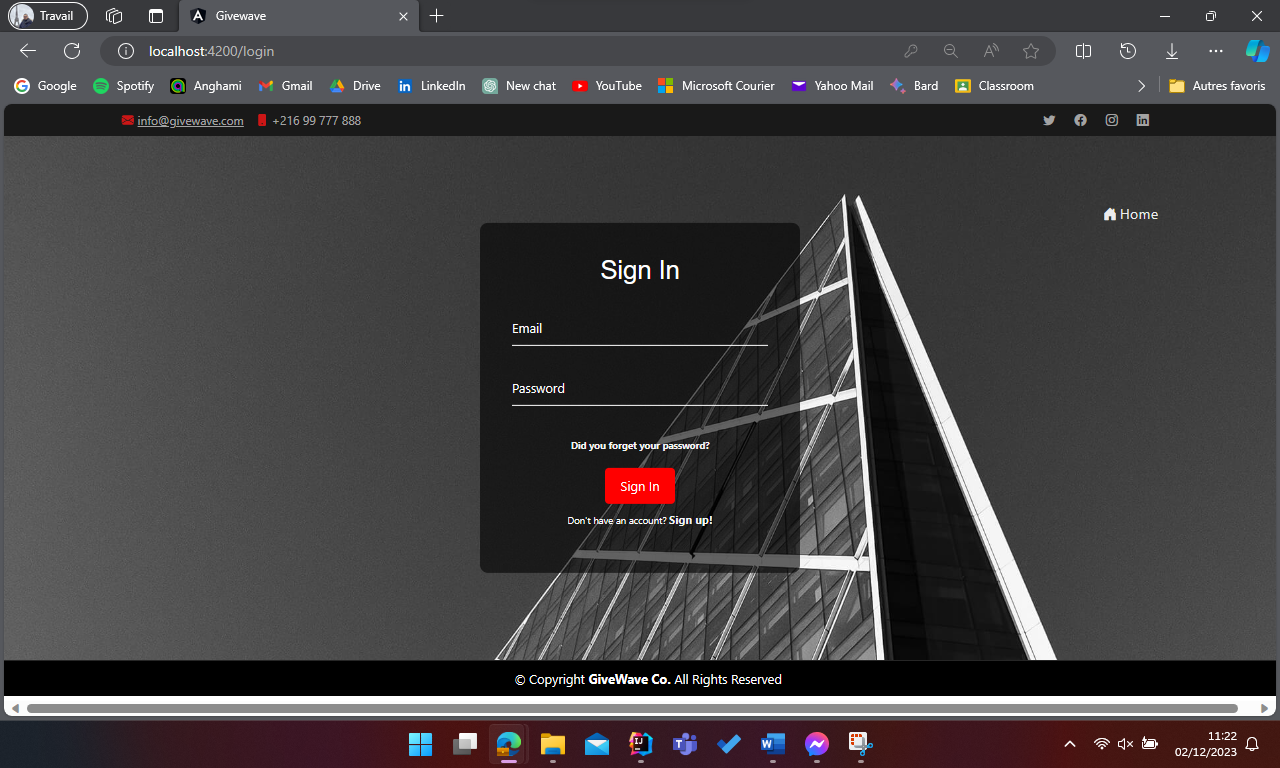 Travail
Givewave
localhost:4200/login
Google Spotify Anghami Gmail Drive LinkedIn New chat YouTube Microsoft Courier Yahoo Mail Bard Classroom Autres favoris
info@givewave.com +216 99 777 888
Home
Sign In
Email
Password
Did you forget your password?
Sign In
Don't have an account? Sign up!
© Copyright GiveWave Co. All Rights Reserved
11:22
02/12/2023